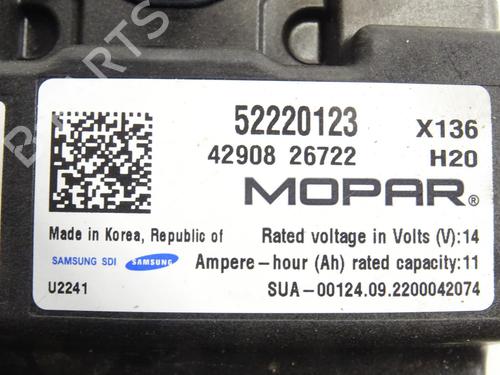 PARTS
52220123 X136
42908 26722 H20
MOPAR®
Made in Korea, Republic of Rated voltage in Volts (V):14
SAMSUNG SDI SAMSUNG Ampere-hour (Ah) rated capacity:11
U2241 SUA-00124.09.2200042074